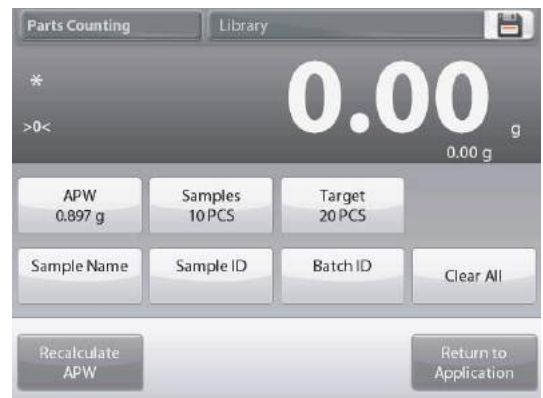 Parts Counting
Library
*
0.00 g
>0<
0.00 g
APW
0.897 g
Samples
10 PCS
Target
20 PCS
Sample Name
Sample ID
Batch ID
Clear All
Recalculate
APW
Return to
Application